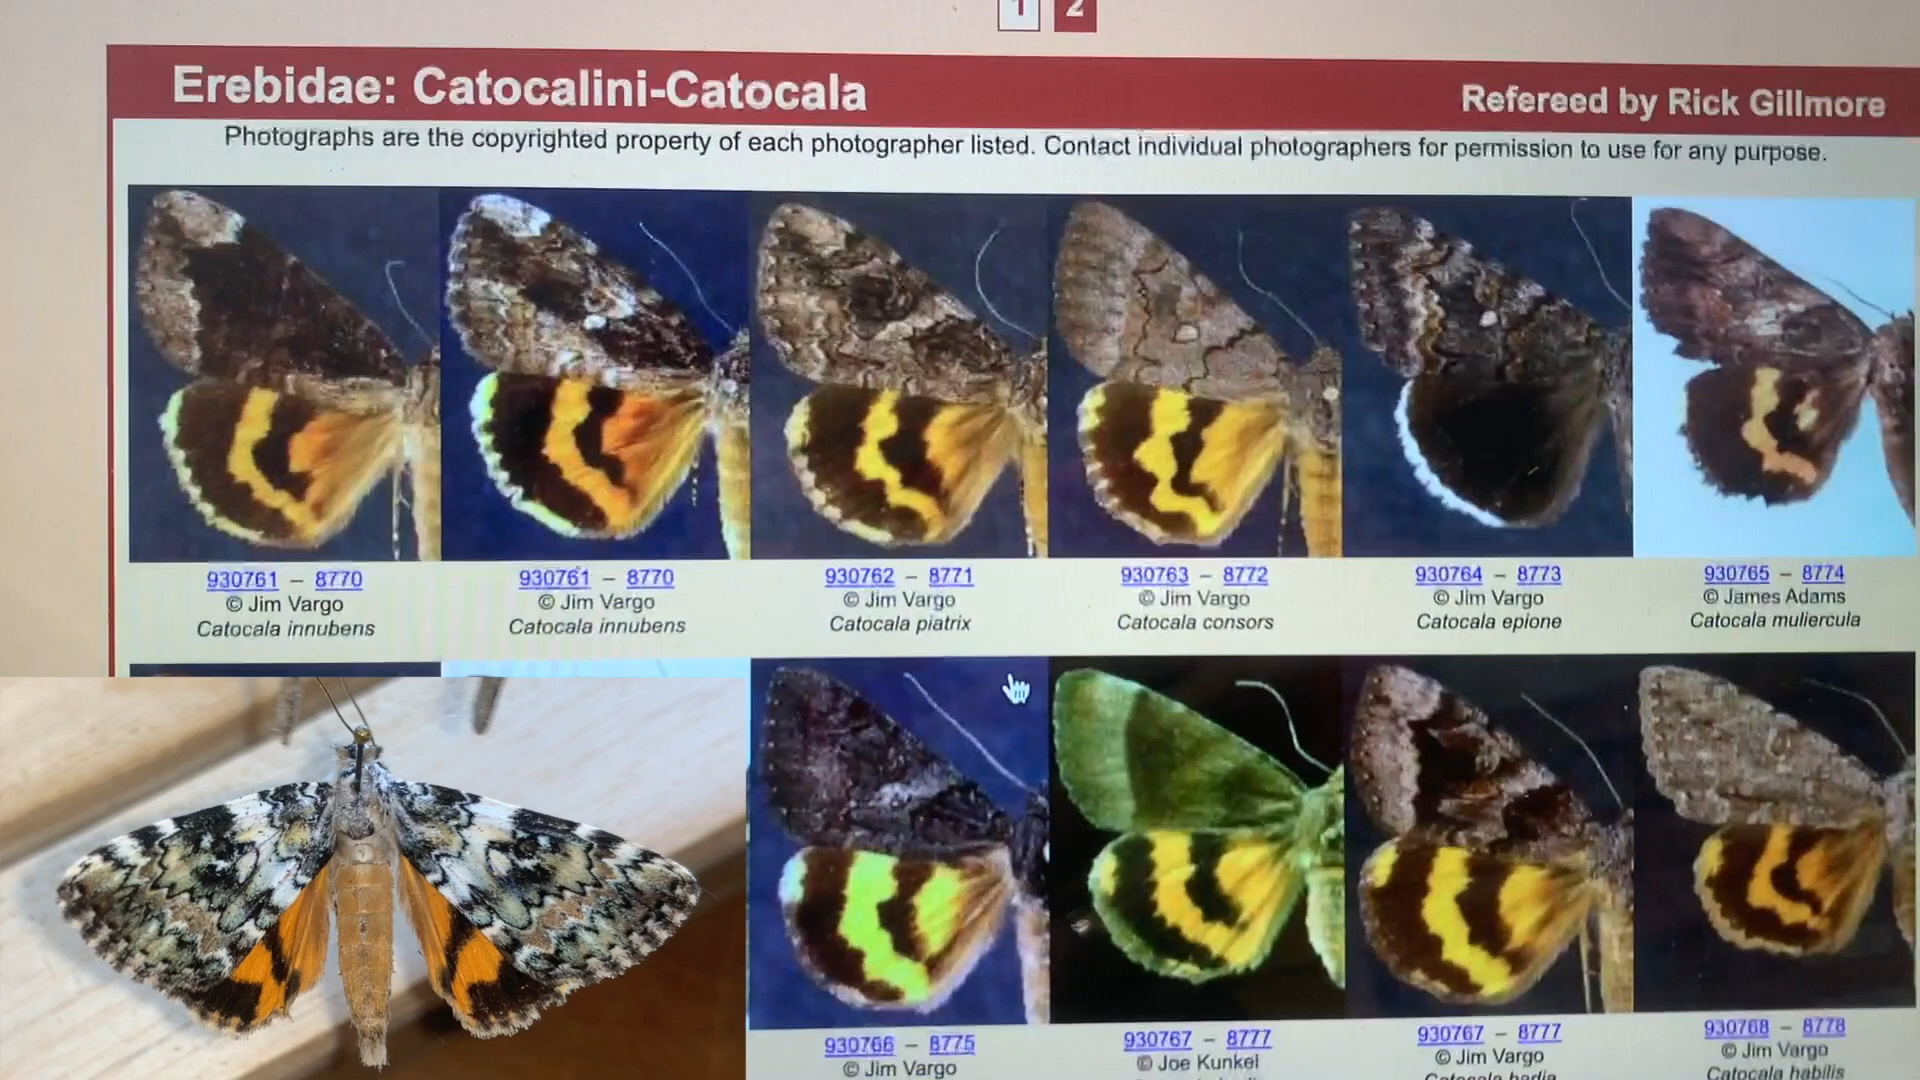 1 2
Erebidae: Catocalini-Catocala
Refereed by Rick Gillmore
Photographs are the copyrighted property of each photographer listed. Contact individual photographers for permission to use for any purpose.
930761 – 8770
© Jim Vargo
Catocala innubens
930761 – 8770
© Jim Vargo
Catocala innubens
930762 – 8771
© Jim Vargo
Catocala piatrix
930763 – 8772
© Jim Vargo
Catocala consors
930764 – 8773
© Jim Vargo
Catocala epione
930765 – 8774
© James Adams
Catocala muliercula
930766 – 8775
© Jim Vargo
930767 – 8777
© Joe Kunkel
930767 – 8777
© Jim Vargo
Catocala badia
930768 – 8778
© Jim Vargo
Catocala habilis